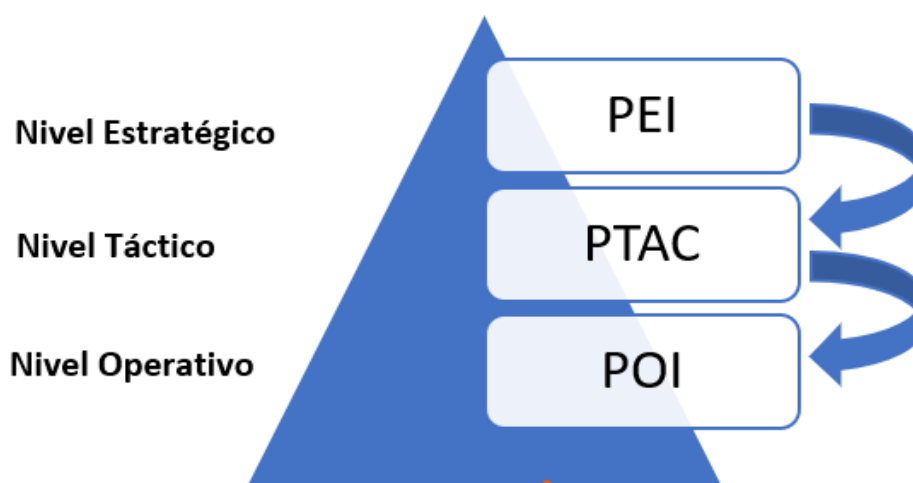 PEI
Nivel Estratégico
PTAC
Nivel Táctico
POI
Nivel Operativo